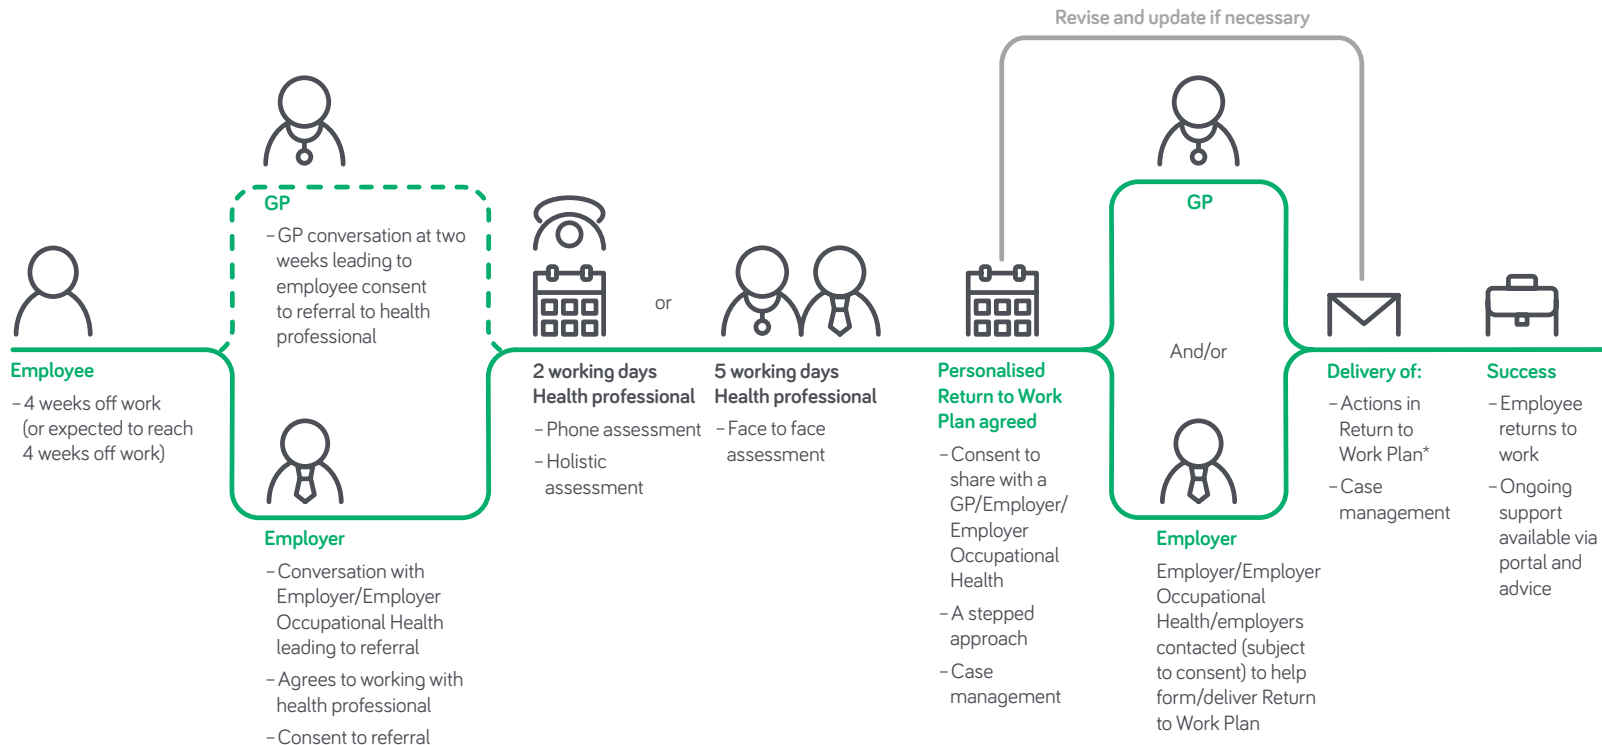 Revise and update if necessary
GP
– GP conversation at two
weeks leading to
employee consent
to referral to health
professional
Employee
– 4 weeks off work
(or expected to reach
4 weeks off work)
Employer
– Conversation with
Employer/Employer
Occupational Health
leading to referral
– Agrees to working with
health professional
– Consent to referral
2 working days
Health professional
– Phone assessment
– Holistic
assessment
or
5 working days
Health professional
– Face to face
assessment
Personalised
Return to Work
Plan agreed
– Consent to
share with a
GP/Employer/
Employer
Occupational
Health
– A stepped
approach
– Case
management
GP
And/or
Employer
Employer/Employer
Occupational
Health/employers
contacted (subject
to consent) to help
form/deliver Return
to Work Plan
Delivery of:
– Actions in
Return to
Work Plan*
– Case
management
Success
– Employee
returns to
work
– Ongoing
support
available via
portal and
advice